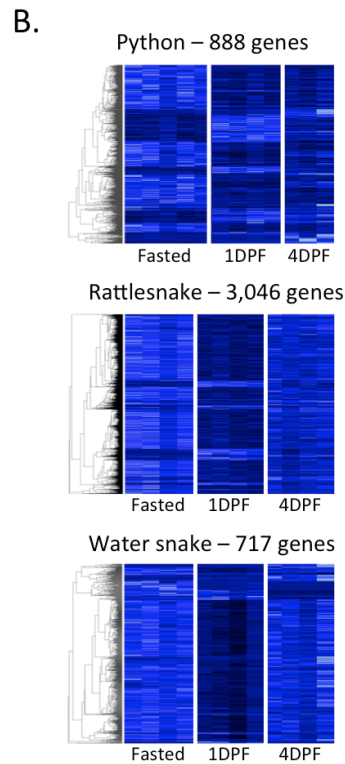 B.
Python – 888 genes
Fasted 1DPF 4DPF
Rattlesnake – 3,046 genes
Fasted 1DPF 4DPF
Water snake – 717 genes
Fasted 1DPF 4DPF